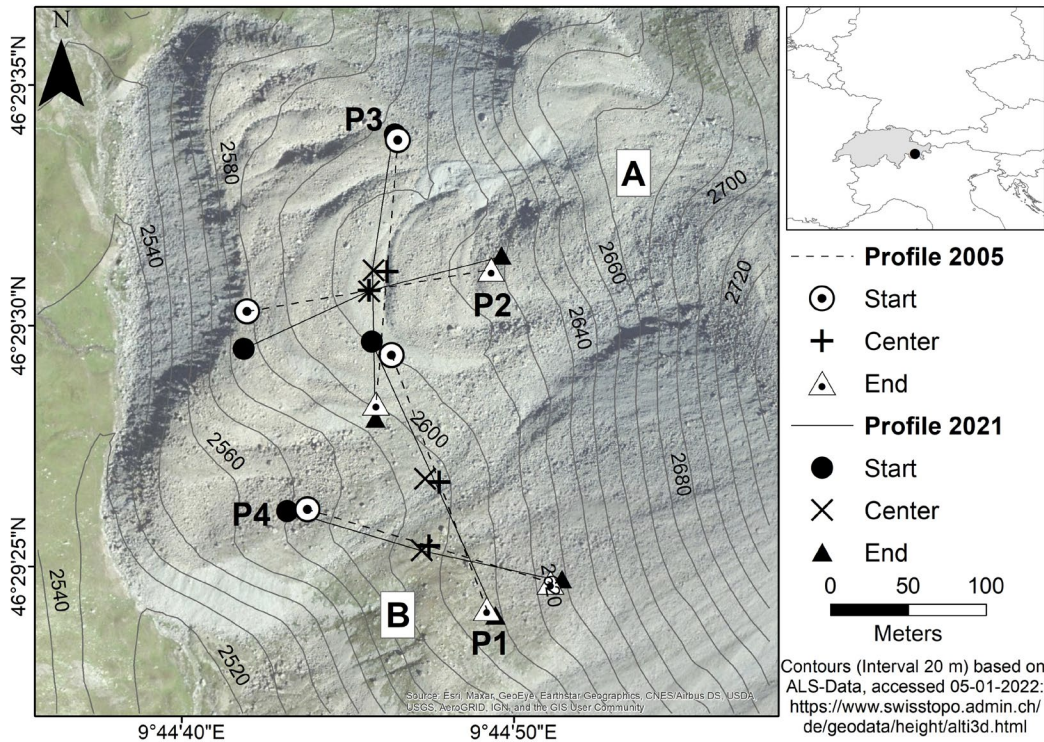 N
46°29'35"N
46°29'30"N
46°29'25"N
9°44'40"E
9°44'50"E
P3
A
2580
2700
2540
2660
P2
2720
2640
2600
2560
2680
P4
2540
B
P1
2520
Source: Esri, Maxar, GeoEye, Earthstar Geographics, CNES/Airbus DS, USDA,
USGS, AeroGRID, IGN, and the GIS User Community
Profile 2005
Start
Center
End
Profile 2021
Start
Center
End
0 50 100
Meters
Contours (Interval 20 m) based on
ALS-Data, accessed 05-01-2022:
https://www.swisstopo.admin.ch/
de/geodata/height/alti3d.html